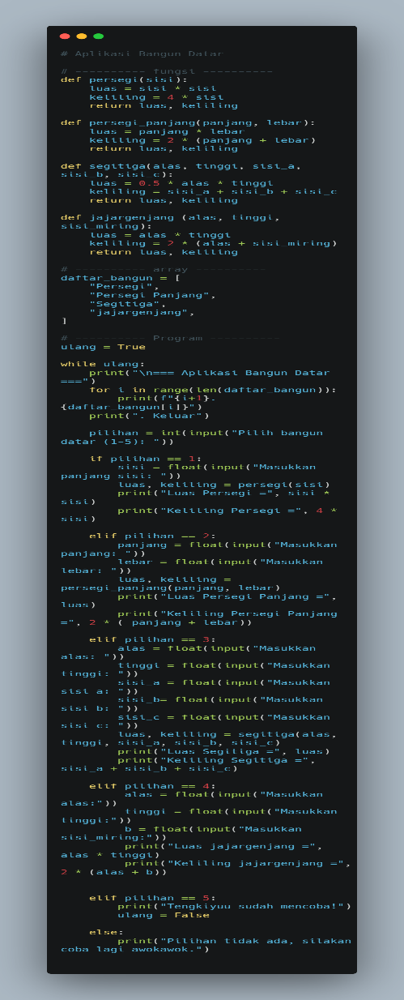 # Aplikasi Bangun Datar

# ---------- fungsi ----------
def persegi(sisi):
    luas = sisi * sisi
    keliling = 4 * sisi
    return luas, keliling

def persegi_panjang(panjang, lebar):
    luas = panjang * lebar
    keliling = 2 * (panjang + lebar)
    return luas, keliling

def segitiga(alas, tinggi, sisi_a,
sisi_b, sisi_c):
    luas = 0.5 * alas * tinggi
    keliling = sisi_a + sisi_b + sisi_c
    return luas, keliling

def jajargenjang (alas, tinggi,
sisi_miring):
    luas = alas * tinggi
    keliling = 2 * (alas + sisi_miring)
    return luas, keliling

# ---------- array ----------
daftar_bangun = [
    "Persegi",
    "Persegi Panjang",
    "Segitiga",
    "jajargenjang",
]

# ---------- Program ----------
ulang = True

while ulang:
    print("\n=== Aplikasi Bangun Datar
===")
    for i in range(len(daftar_bangun)):
        print(f"{i+1}.
{daftar_bangun[i]}")
    print(". Keluar")

    pilihan = int(input("Pilih bangun
datar (1-5): "))

    if pilihan == 1:
        sisi = float(input("Masukkan
panjang sisi: "))
        luas, keliling = persegi(sisi)
        print("Luas Persegi =", sisi *
sisi)
        print("Keliling Persegi =", 4 *
sisi)

    elif pilihan == 2:
        panjang = float(input("Masukkan
panjang: "))
        lebar = float(input("Masukkan
lebar: "))
        luas, keliling =
persegi_panjang(panjang, lebar)
        print("Luas Persegi Panjang =",
luas)
        print("Keliling Persegi Panjang
=", 2 * ( panjang + lebar))

    elif pilihan == 3:
        alas = float(input("Masukkan
alas: "))
        tinggi = float(input("Masukkan
tinggi: "))
        sisi_a = float(input("Masukkan
sisi a: "))
        sisi_b= float(input("Masukkan
sisi b: "))
        sisi_c = float(input("Masukkan
sisi c: "))
        luas, keliling = segitiga(alas,
tinggi, sisi_a, sisi_b, sisi_c)
        print("Luas Segitiga =", luas)
        print("Keliling Segitiga =",
sisi_a + sisi_b + sisi_c)

    elif pilihan == 4:
         alas = float(input("Masukkan
alas:"))
         tinggi = float(input("Masukkan
tinggi:"))
         b = float(input("Masukkan
sisi_miring:"))
         print("Luas jajargenjang =",
alas * tinggi)
         print("Keliling jajargenjang =",
2 * (alas + b))


    elif pilihan == 5:
        print("Tengkiyuu sudah mencoba!")
        ulang = False

    else:
        print("Pilihan tidak ada, silakan
coba lagi awokawok.")